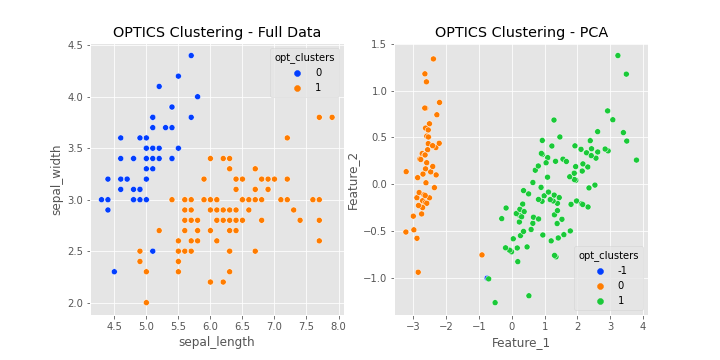 OPTICS Clustering - Full Data
opt_clusters
0
1
4.5
4.0
3.5
3.0
2.5
2.0
sepal_width
4.5 5.0 5.5 6.0 6.5 7.0 7.5 8.0
sepal_length
OPTICS Clustering - PCA
1.5
1.0
0.5
0.0
−0.5
−1.0
Feature_2
opt_clusters
-1
0
1
−3 −2 −1 0 1 2 3 4
Feature_1